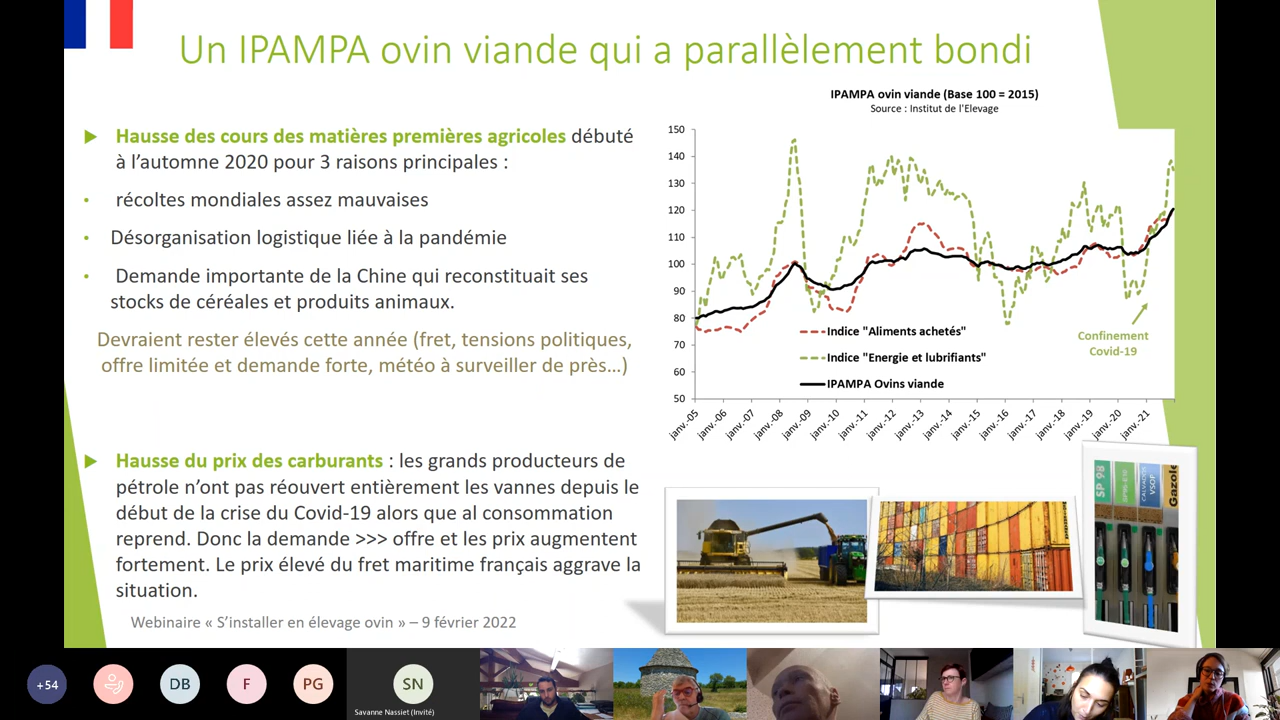 Un IPAMPA ovin viande qui a parallèlement bondi
Hausse des cours des matières premières agricoles débuté
à l'automne 2020 pour 3 raisons principales :
récoltes mondiales assez mauvaises
Désorganisation logistique liée à la pandémie
Demande importante de la Chine qui reconstituait ses
stocks de céréales et produits animaux.
Devraient rester élevés cette année (fret, tensions politiques,
offre limitée et demande forte, météo à surveiller de près…)
Hausse du prix des carburants : les grands producteurs de
pétrole n'ont pas réouvert entièrement les vannes depuis le
début de la crise du Covid-19 alors que al consommation
reprend. Donc la demande >>> offre et les prix augmentent
fortement. Le prix élevé du fret maritime français aggrave la
situation.
Webinaire « S'installer en élevage ovin » – 9 février 2022
IPAMPA ovin viande (Base 100 = 2015)
Source : Institut de l'Elevage
150
140
130
120
110
100
90
80
70
60
50
Indice "Aliments achetés"
Indice "Energie et lubrifiants"
IPAMPA Ovins viande
Confinement
Covid-19
janv.-05
janv.-06
janv.-07
janv.-08
janv.-09
janv.-10
janv.-11
janv.-12
janv.-13
janv.-14
janv.-15
janv.-16
janv.-17
janv.-18
janv.-19
janv.-20
janv.-21
SP 98
SP95-E10
CALVADOS
VSOP
Gazole
+54
DB
F
PG
SN
Savanne Nassiet (Invité)